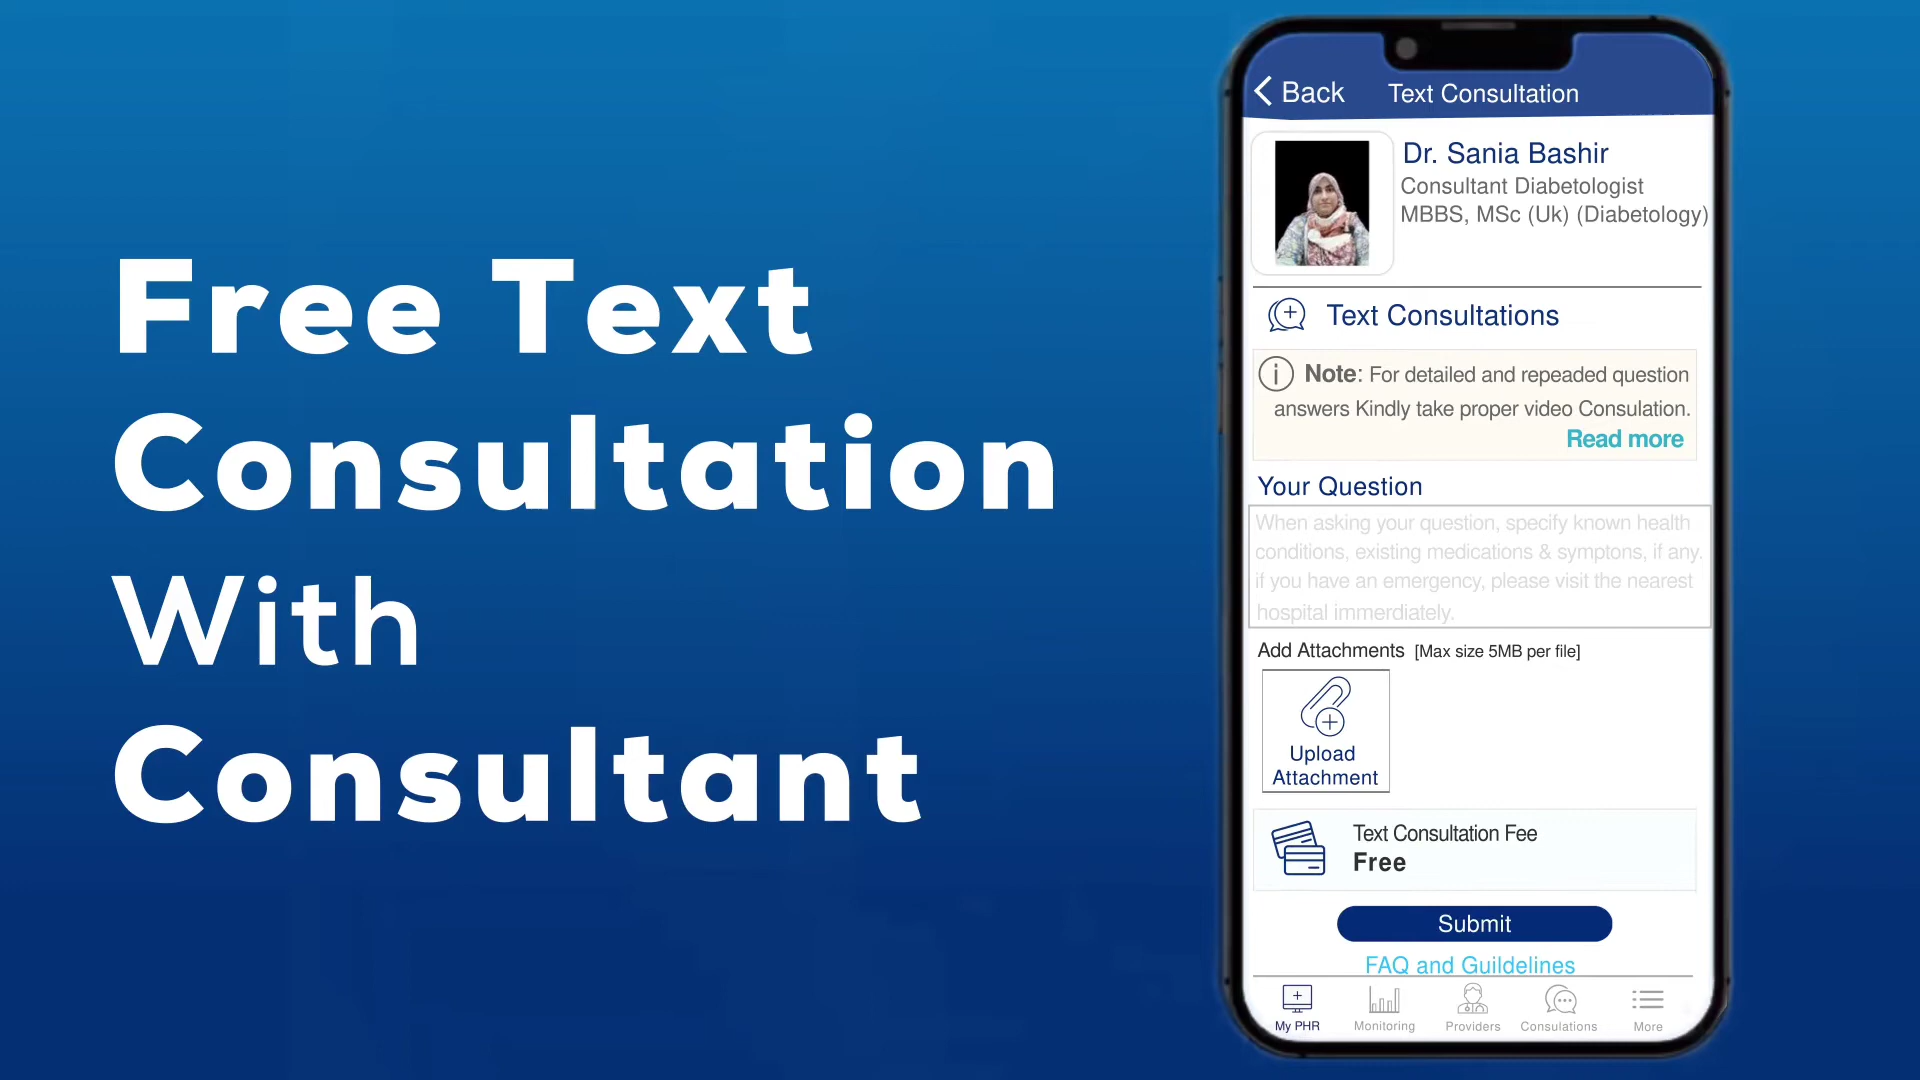 Free Text
Consultation
With
Consultant
Back
Text Consultation
Dr. Sania Bashir
Consultant Diabetologist
MBBS, MSc (Uk) (Diabetology)
Text Consultations
Note: For detailed and repeaded question
answers Kindly take proper video Consulation.
Read more
Your Question
When asking your question, specify known health
conditions, existing medications & symptons, if any.
if you have an emergency, please visit the nearest
hospital immerdiately.
Add Attachments [Max size 5MB per file]
Upload
Attachment
Text Consultation Fee
Free
Submit
FAQ and Guildelines
My PHR
Monitoring
Providers
Consulations
More